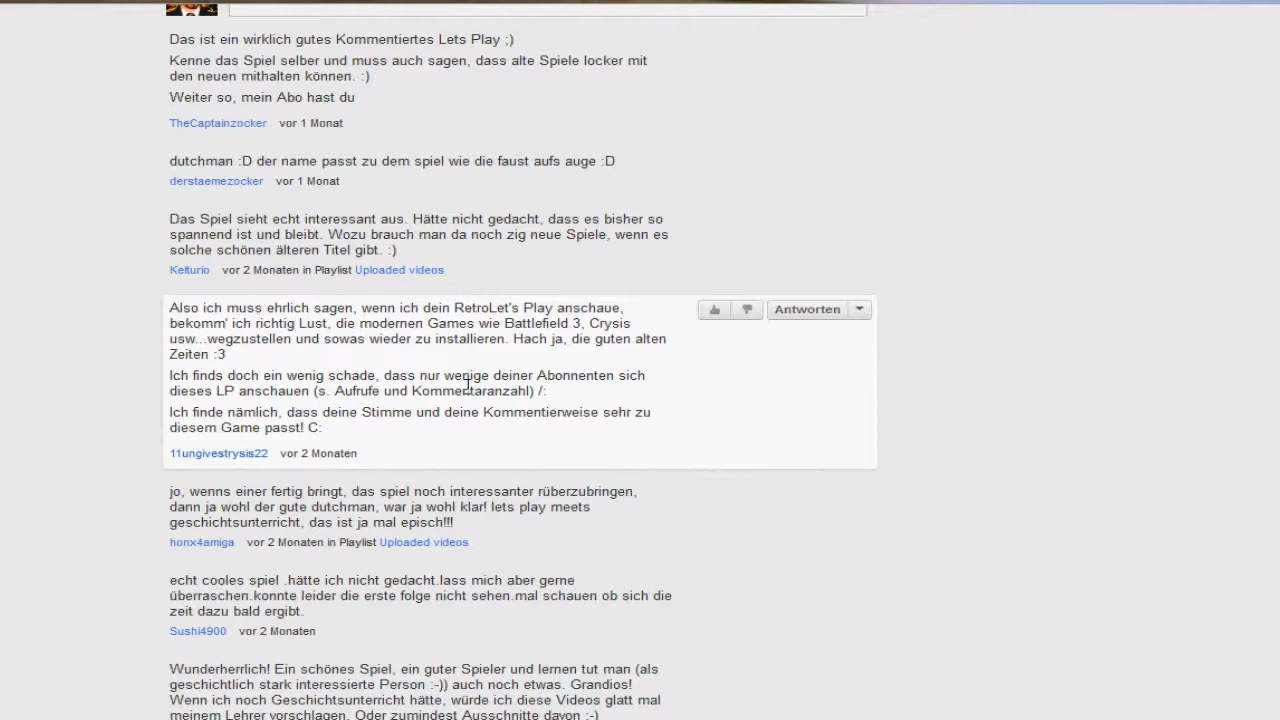 Das ist ein wirklich gutes Kommentiertes Lets Play ;)
Kenne das Spiel selber und muss auch sagen, dass alte Spiele locker mit
den neuen mithalten können. :)
Weiter so, mein Abo hast du
TheCaptainzocker vor 1 Monat
dutchman :D der name passt zu dem spiel wie die faust aufs auge :D
derstaemezocker vor 1 Monat
Das Spiel sieht echt interessant aus. Hätte nicht gedacht, dass es bisher so
spannend ist und bleibt. Wozu brauch man da noch zig neue Spiele, wenn es
solche schönen älteren Titel gibt. :)
Kelturio vor 2 Monaten in Playlist Uploaded videos
Also ich muss ehrlich sagen, wenn ich dein RetroLet's Play anschaue,
bekomm' ich richtig Lust, die modernen Games wie Battlefield 3, Crysis
usw...wegzustellen und sowas wieder zu installieren. Hach ja, die guten alten
Zeiten :3
Antworten
Ich finds doch ein wenig schade, dass nur wenige deiner Abonnenten sich
dieses LP anschauen (s. Aufrufe und Kommentaranzahl) /:
Ich finde nämlich, dass deine Stimme und deine Kommentierweise sehr zu
diesem Game passt! C:
11ungivestrysis22 vor 2 Monaten
jo, wenns einer fertig bringt, das spiel noch interessanter rüberzubringen,
dann ja wohl der gute dutchman, war ja wohl klar! lets play meets
geschichtsunterricht, das ist ja mal episch!!!
honx4amiga vor 2 Monaten in Playlist Uploaded videos
echt cooles spiel .hätte ich nicht gedacht.lass mich aber gerne
überraschen.konnte leider die erste folge nicht sehen.mal schauen ob sich die
zeit dazu bald ergibt.
Sushi4900 vor 2 Monaten
Wunderherrlich! Ein schönes Spiel, ein guter Spieler und lernen tut man (als
geschichtlich stark interessierte Person :-)) auch noch etwas. Grandios!
Wenn ich noch Geschichtsunterricht hätte, würde ich diese Videos glatt mal
meinem Lehrer vorschlagen. Oder zumindest Ausschnitte davon :-)